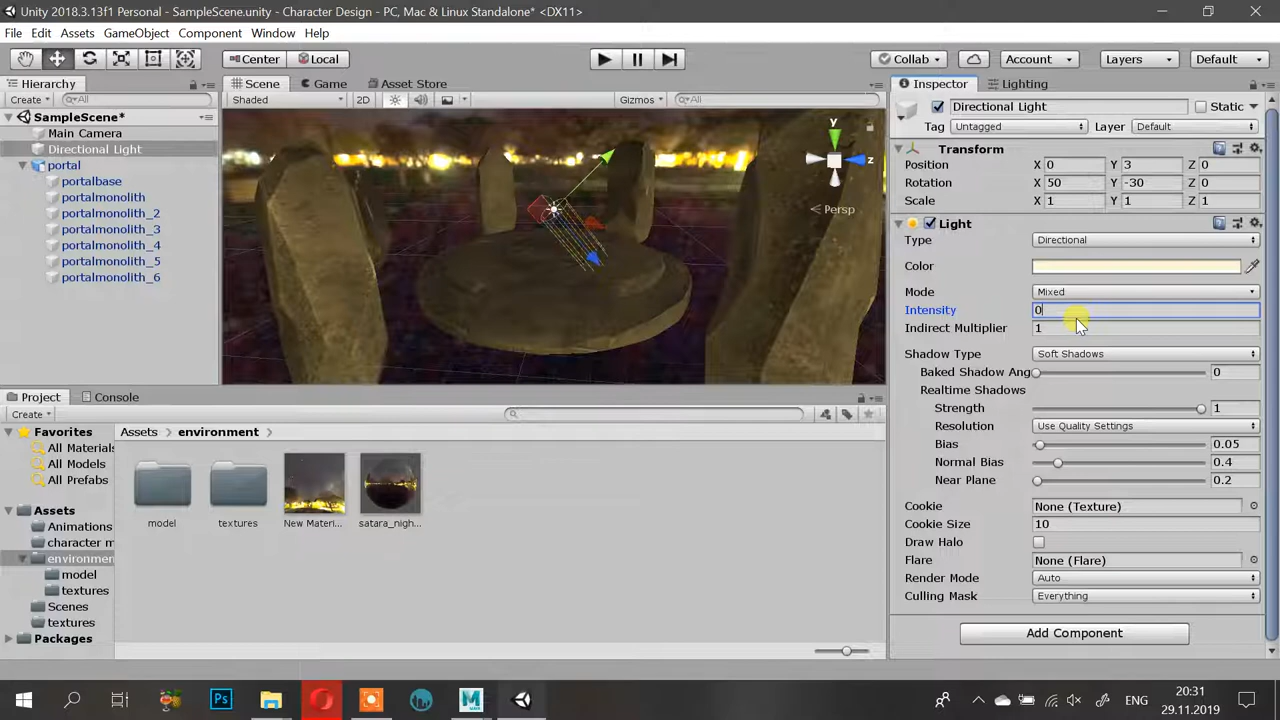 Unity 2018.3.13f1 Personal - SampleScene.unity - Character Design - PC, Mac & Linux Standalone* <DX11>
File Edit Assets GameObject Component Window Help
Center Local Collab Account Layers Default
Hierarchy
Create All
SampleScene*
Main Camera
Directional Light
portal
portalbase
portalmonolith
portalmonolith_2
portalmonolith_3
portalmonolith_4
portalmonolith_5
portalmonolith_6
Scene Game Asset Store
Shaded 2D Gizmos All
y
z
Persp
Inspector Lighting
Directional Light Static
Tag Untagged Layer Default
Transform
Position X 0 Y 3 Z 0
Rotation X 50 Y -30 Z 0
Scale X 1 Y 1 Z 1
Light
Type Directional
Color
Mode Mixed
Intensity 0
Indirect Multiplier 1
Shadow Type Soft Shadows
Baked Shadow Ang 0
Realtime Shadows
Strength 1
Resolution Use Quality Settings
Bias 0.05
Normal Bias 0.4
Near Plane 0.2
Cookie None (Texture)
Cookie Size 10
Draw Halo
Flare None (Flare)
Render Mode Auto
Culling Mask Everything
Add Component
Project Console
Create
Favorites
All Materials
All Models
All Prefabs
Assets
Animations
character m
environmen
model
textures
Scenes
textures
Packages
Assets environment
model textures New Materi... satara_nigh...
Ps
ENG
20:31
29.11.2019